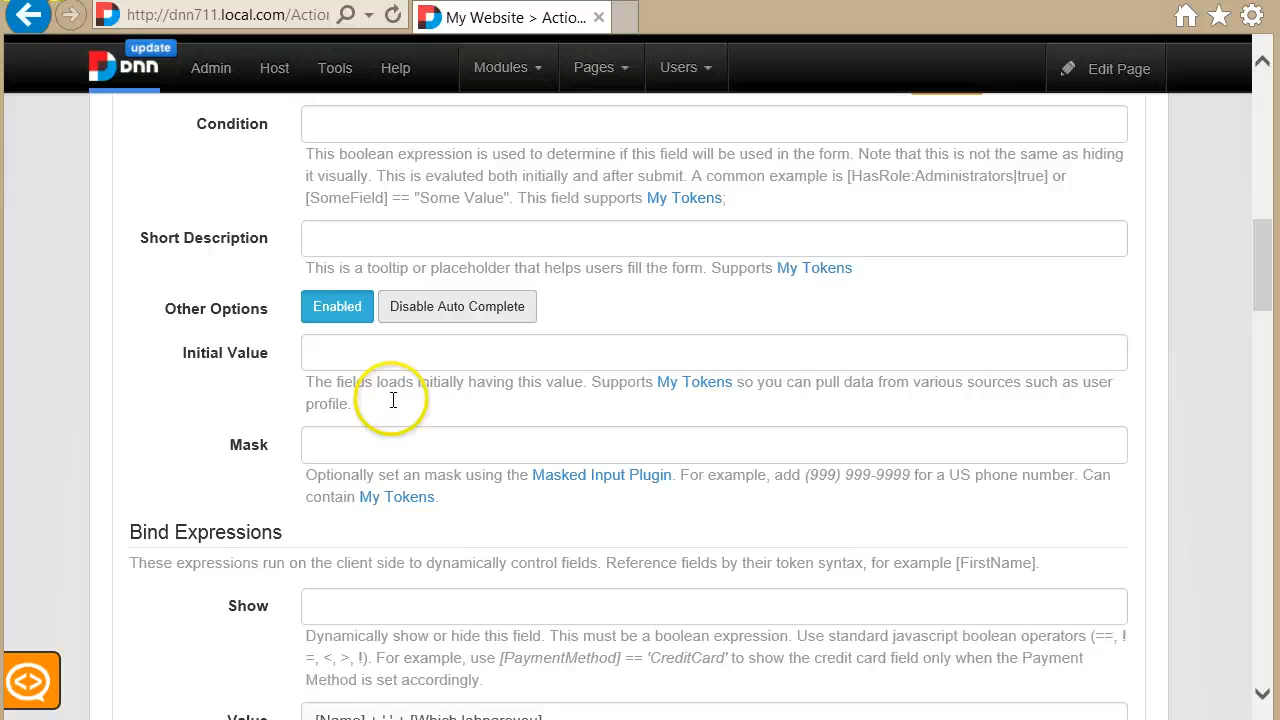 http://dnn711.local.com/Actio
My Website > Actio...
update
DNN
Admin
Host
Tools
Help
Modules
Pages
Users
Edit Page
Condition
This boolean expression is used to determine if this field will be used in the form. Note that this is not the same as hiding
it visually. This is evaluted both initially and after submit. A common example is [HasRole:Administrators|true] or
[SomeField] == "Some Value". This field supports My Tokens;
Short Description
This is a tooltip or placeholder that helps users fill the form. Supports My Tokens
Other Options
Enabled
Disable Auto Complete
Initial Value
The fields loads initially having this value. Supports My Tokens so you can pull data from various sources such as user
profile.
Mask
Optionally set an mask using the Masked Input Plugin. For example, add (999) 999-9999 for a US phone number. Can
contain My Tokens.
Bind Expressions
These expressions run on the client side to dynamically control fields. Reference fields by their token syntax, for example [FirstName].
Show
Dynamically show or hide this field. This must be a boolean expression. Use standard javascript boolean operators (==, !
=, <, >, !). For example, use [PaymentMethod] == 'CreditCard' to show the credit card field only when the Payment
Method is set accordingly.
Value
[Name] + ' ' +